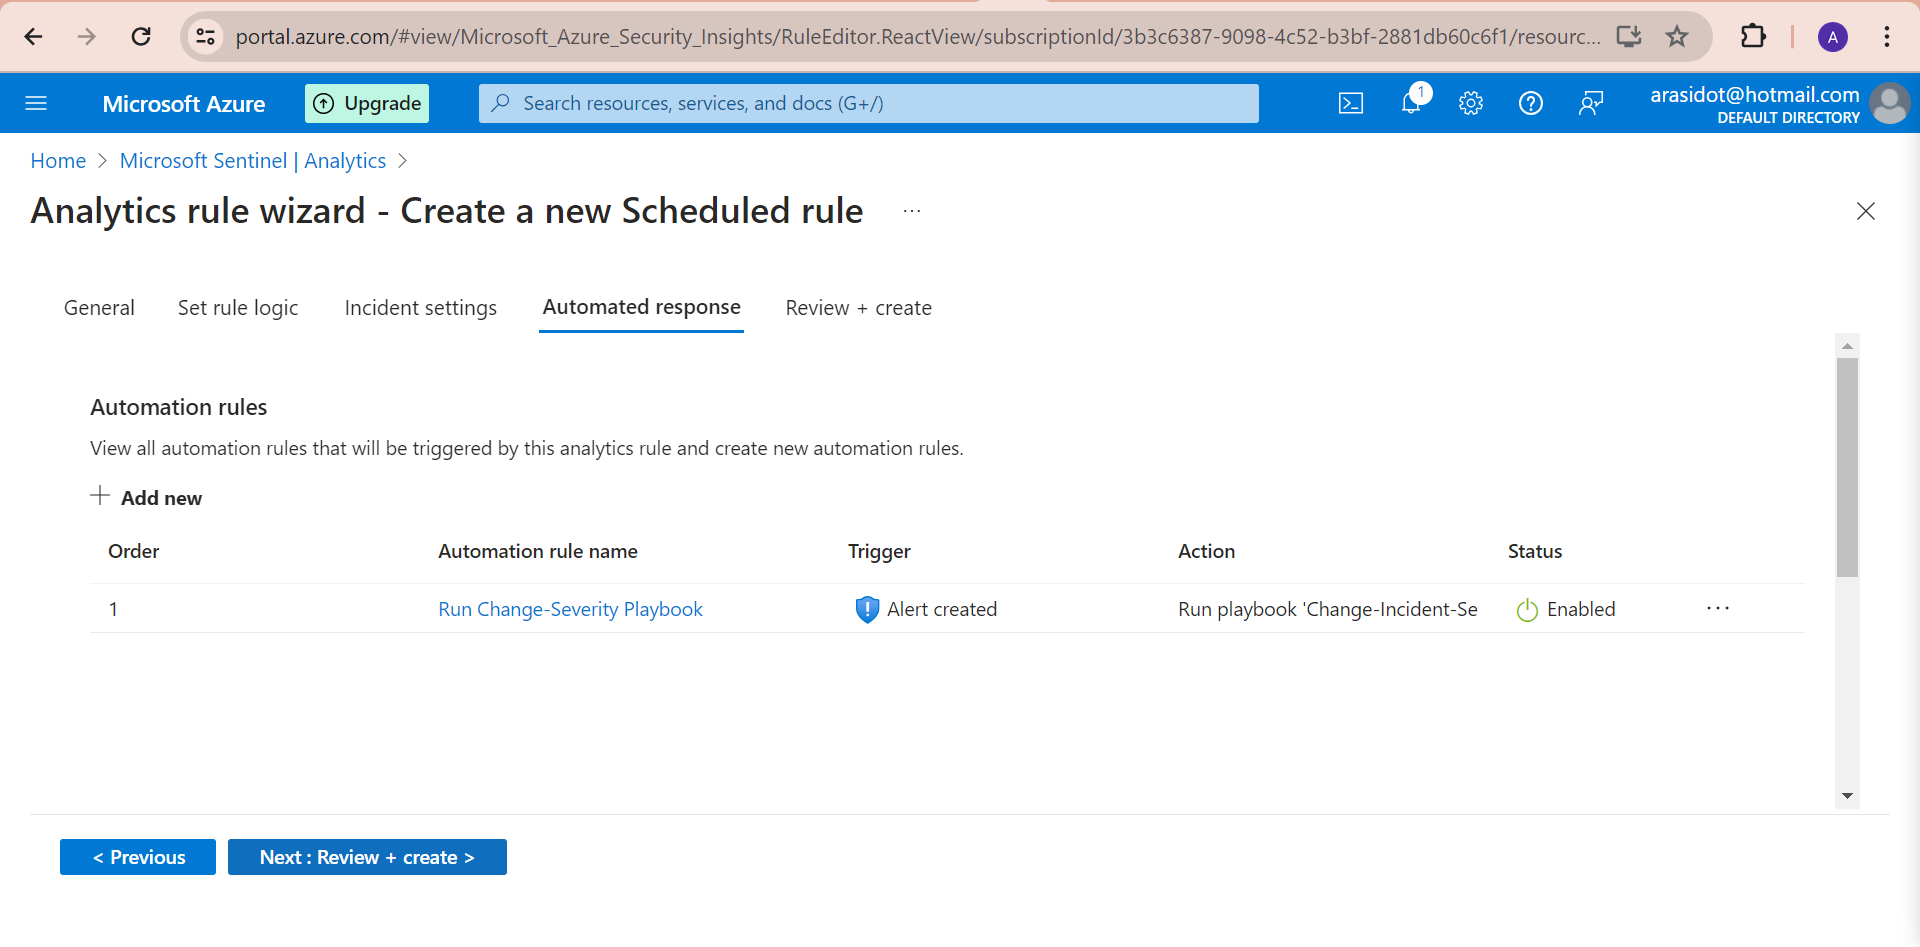 portal.azure.com/#view/Microsoft_Azure_Security_Insights/RuleEditor.ReactView/subscriptionId/3b3c6387-9098-4c52-b3bf-2881db60c6f1/resourc...
A
Microsoft Azure
Upgrade
Search resources, services, and docs (G+/)
1
arasidot@hotmail.com
DEFAULT DIRECTORY
Home > Microsoft Sentinel | Analytics >
Analytics rule wizard - Create a new Scheduled rule ...
General Set rule logic Incident settings Automated response Review + create
Automation rules
View all automation rules that will be triggered by this analytics rule and create new automation rules.
+ Add new
Order Automation rule name Trigger Action Status
1 Run Change-Severity Playbook Alert created Run playbook 'Change-Incident-Se Enabled ...
< Previous Next : Review + create >